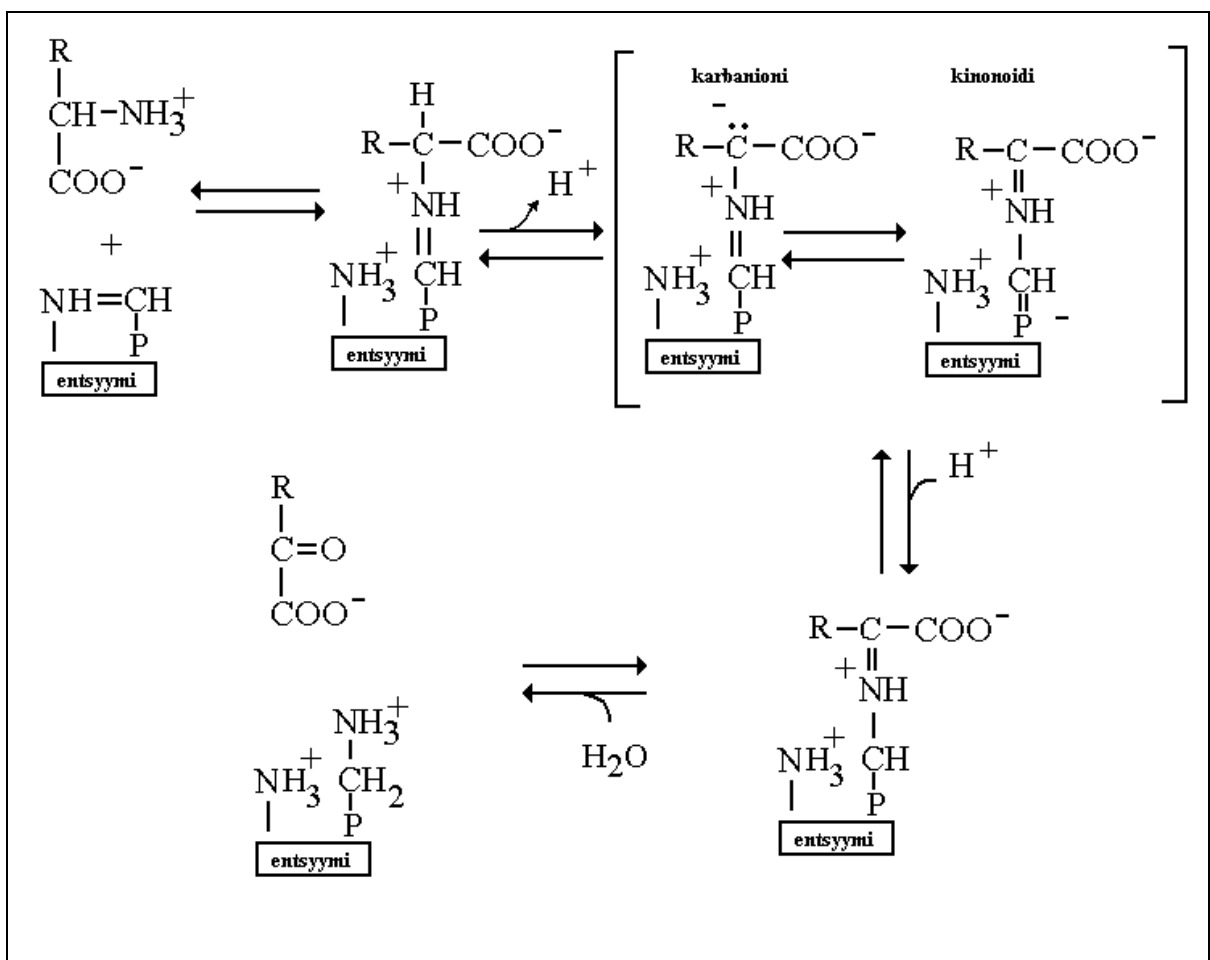 R
CH-NH3+
COO-
+
NH=CH
P
entsyymi
H
R-C-COO-
+
NH
NH3+
CH
P
entsyymi
H+
karbanioni
-
R-C-COO-
+
NH
NH3+
CH
P
entsyymi
kinonoidi
R-C-COO-
+
NH
NH3+
CH
P-
entsyymi
H+
R-C-COO-
+
NH
NH3+
CH
P
entsyymi
H2O
R
C=O
COO-
NH3+
NH3+
CH2
P
entsyymi